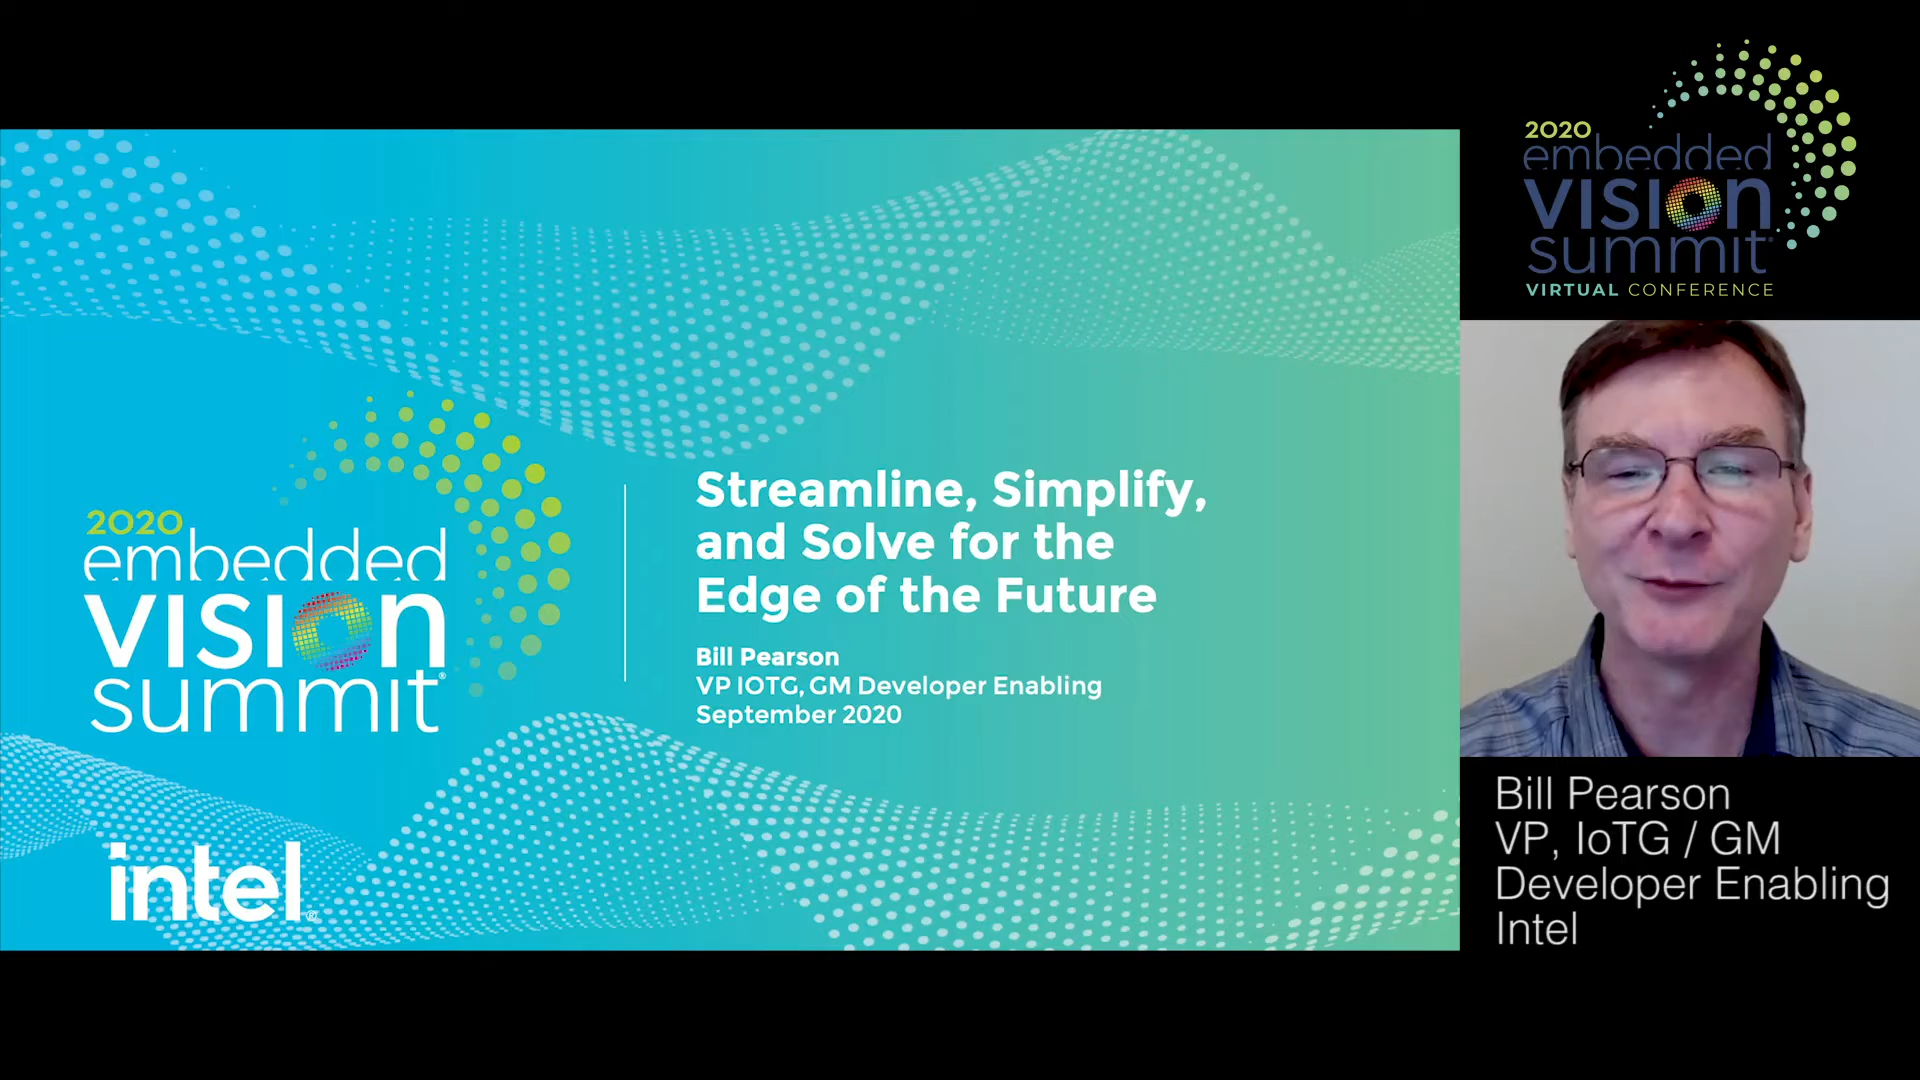 2020
embedded
vision
summit®
intel®
Streamline, Simplify,
and Solve for the
Edge of the Future
Bill Pearson
VP IOTG, GM Developer Enabling
September 2020
2020
embedded
vision
summit®
VIRTUAL CONFERENCE
Bill Pearson
VP, IoTG / GM
Developer Enabling
Intel